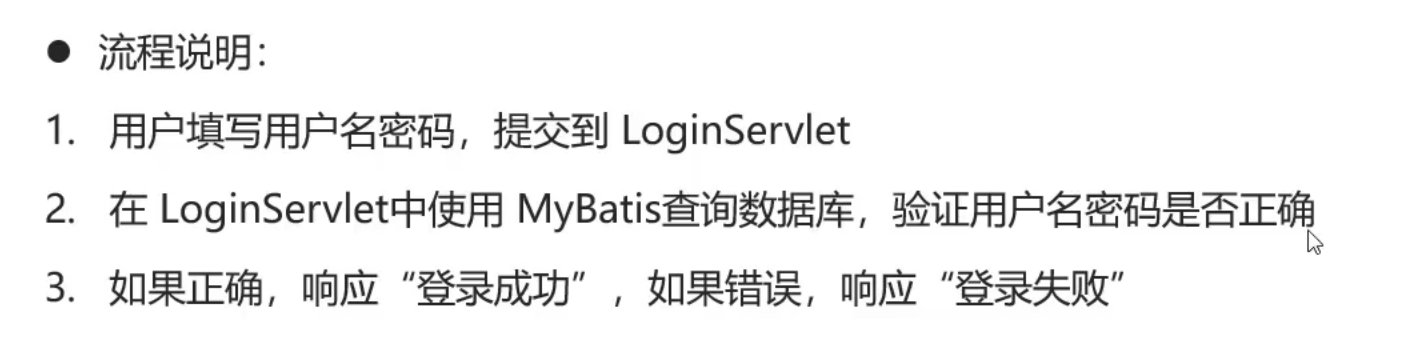 ● 流程说明：
1. 用户填写用户名密码，提交到 LoginServlet
2. 在 LoginServlet中使用 MyBatis查询数据库，验证用户名密码是否正确
3. 如果正确，响应“登录成功”，如果错误，响应“登录失败”